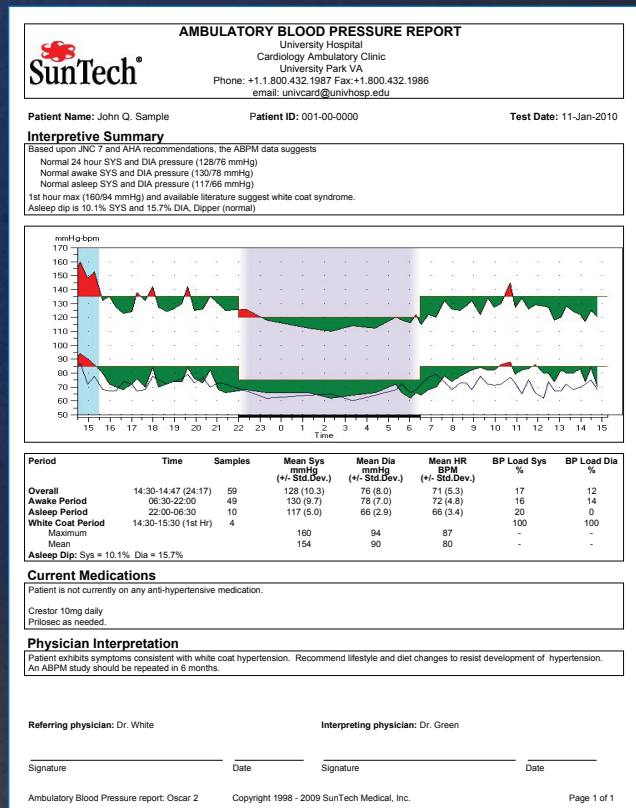 AMBULATORY BLOOD PRESSURE REPORT
SunTech®
University Hospital
Cardiology Ambulatory Clinic
University Park VA
Phone: +1.1.800.432.1987 Fax:+1.800.432.1986
email: univcard@univhosp.edu
Patient Name: John Q. Sample Patient ID: 001-00-0000 Test Date: 11-Jan-2010
Interpretive Summary
Based upon JNC 7 and AHA recommendations, the ABPM data suggests
Normal 24 hour SYS and DIA pressure (128/76 mmHg)
Normal awake SYS and DIA pressure (130/78 mmHg)
Normal asleep SYS and DIA pressure (117/66 mmHg)
1st hour max (160/94 mmHg) and available literature suggest white coat syndrome.
Asleep dip is 10.1% SYS and 15.7% DIA, Dipper (normal)
mmHg-bpm
170
160
150
140
130
120
110
100
90
80
70
60
50
15 16 17 18 19 20 21 22 23 0 1 2 3 4 5 6 7 8 9 10 11 12 13 14 15
Time
Period Time Samples Mean Sys Mean Dia Mean HR BP Load Sys BP Load Dia
mmHg mmHg BPM % %
(+/- Std.Dev.) (+/- Std.Dev.) (+/- Std.Dev.)
Overall 14:30-14:47 (24:17) 59 128 (10.3) 76 (8.0) 71 (5.3) 17 12
Awake Period 06:30-22:00 49 130 (9.7) 78 (7.0) 72 (4.8) 16 14
Asleep Period 22:00-06:30 10 117 (5.0) 66 (2.9) 66 (3.4) 20 0
White Coat Period 14:30-15:30 (1st Hr) 4 100 100
Maximum 160 94 87 - -
Mean 154 90 80 - -
Asleep Dip: Sys = 10.1% Dia = 15.7%
Current Medications
Patient is not currently on any anti-hypertensive medication.
Crestor 10mg daily
Prilosec as needed.
Physician Interpretation
Patient exhibits symptoms consistent with white coat hypertension. Recommend lifestyle and diet changes to resist development of hypertension.
An ABPM study should be repeated in 6 months.
Referring physician: Dr. White Interpreting physician: Dr. Green
Signature Date Signature Date
Ambulatory Blood Pressure report: Oscar 2 Copyright 1998 - 2009 SunTech Medical, Inc. Page 1 of 1